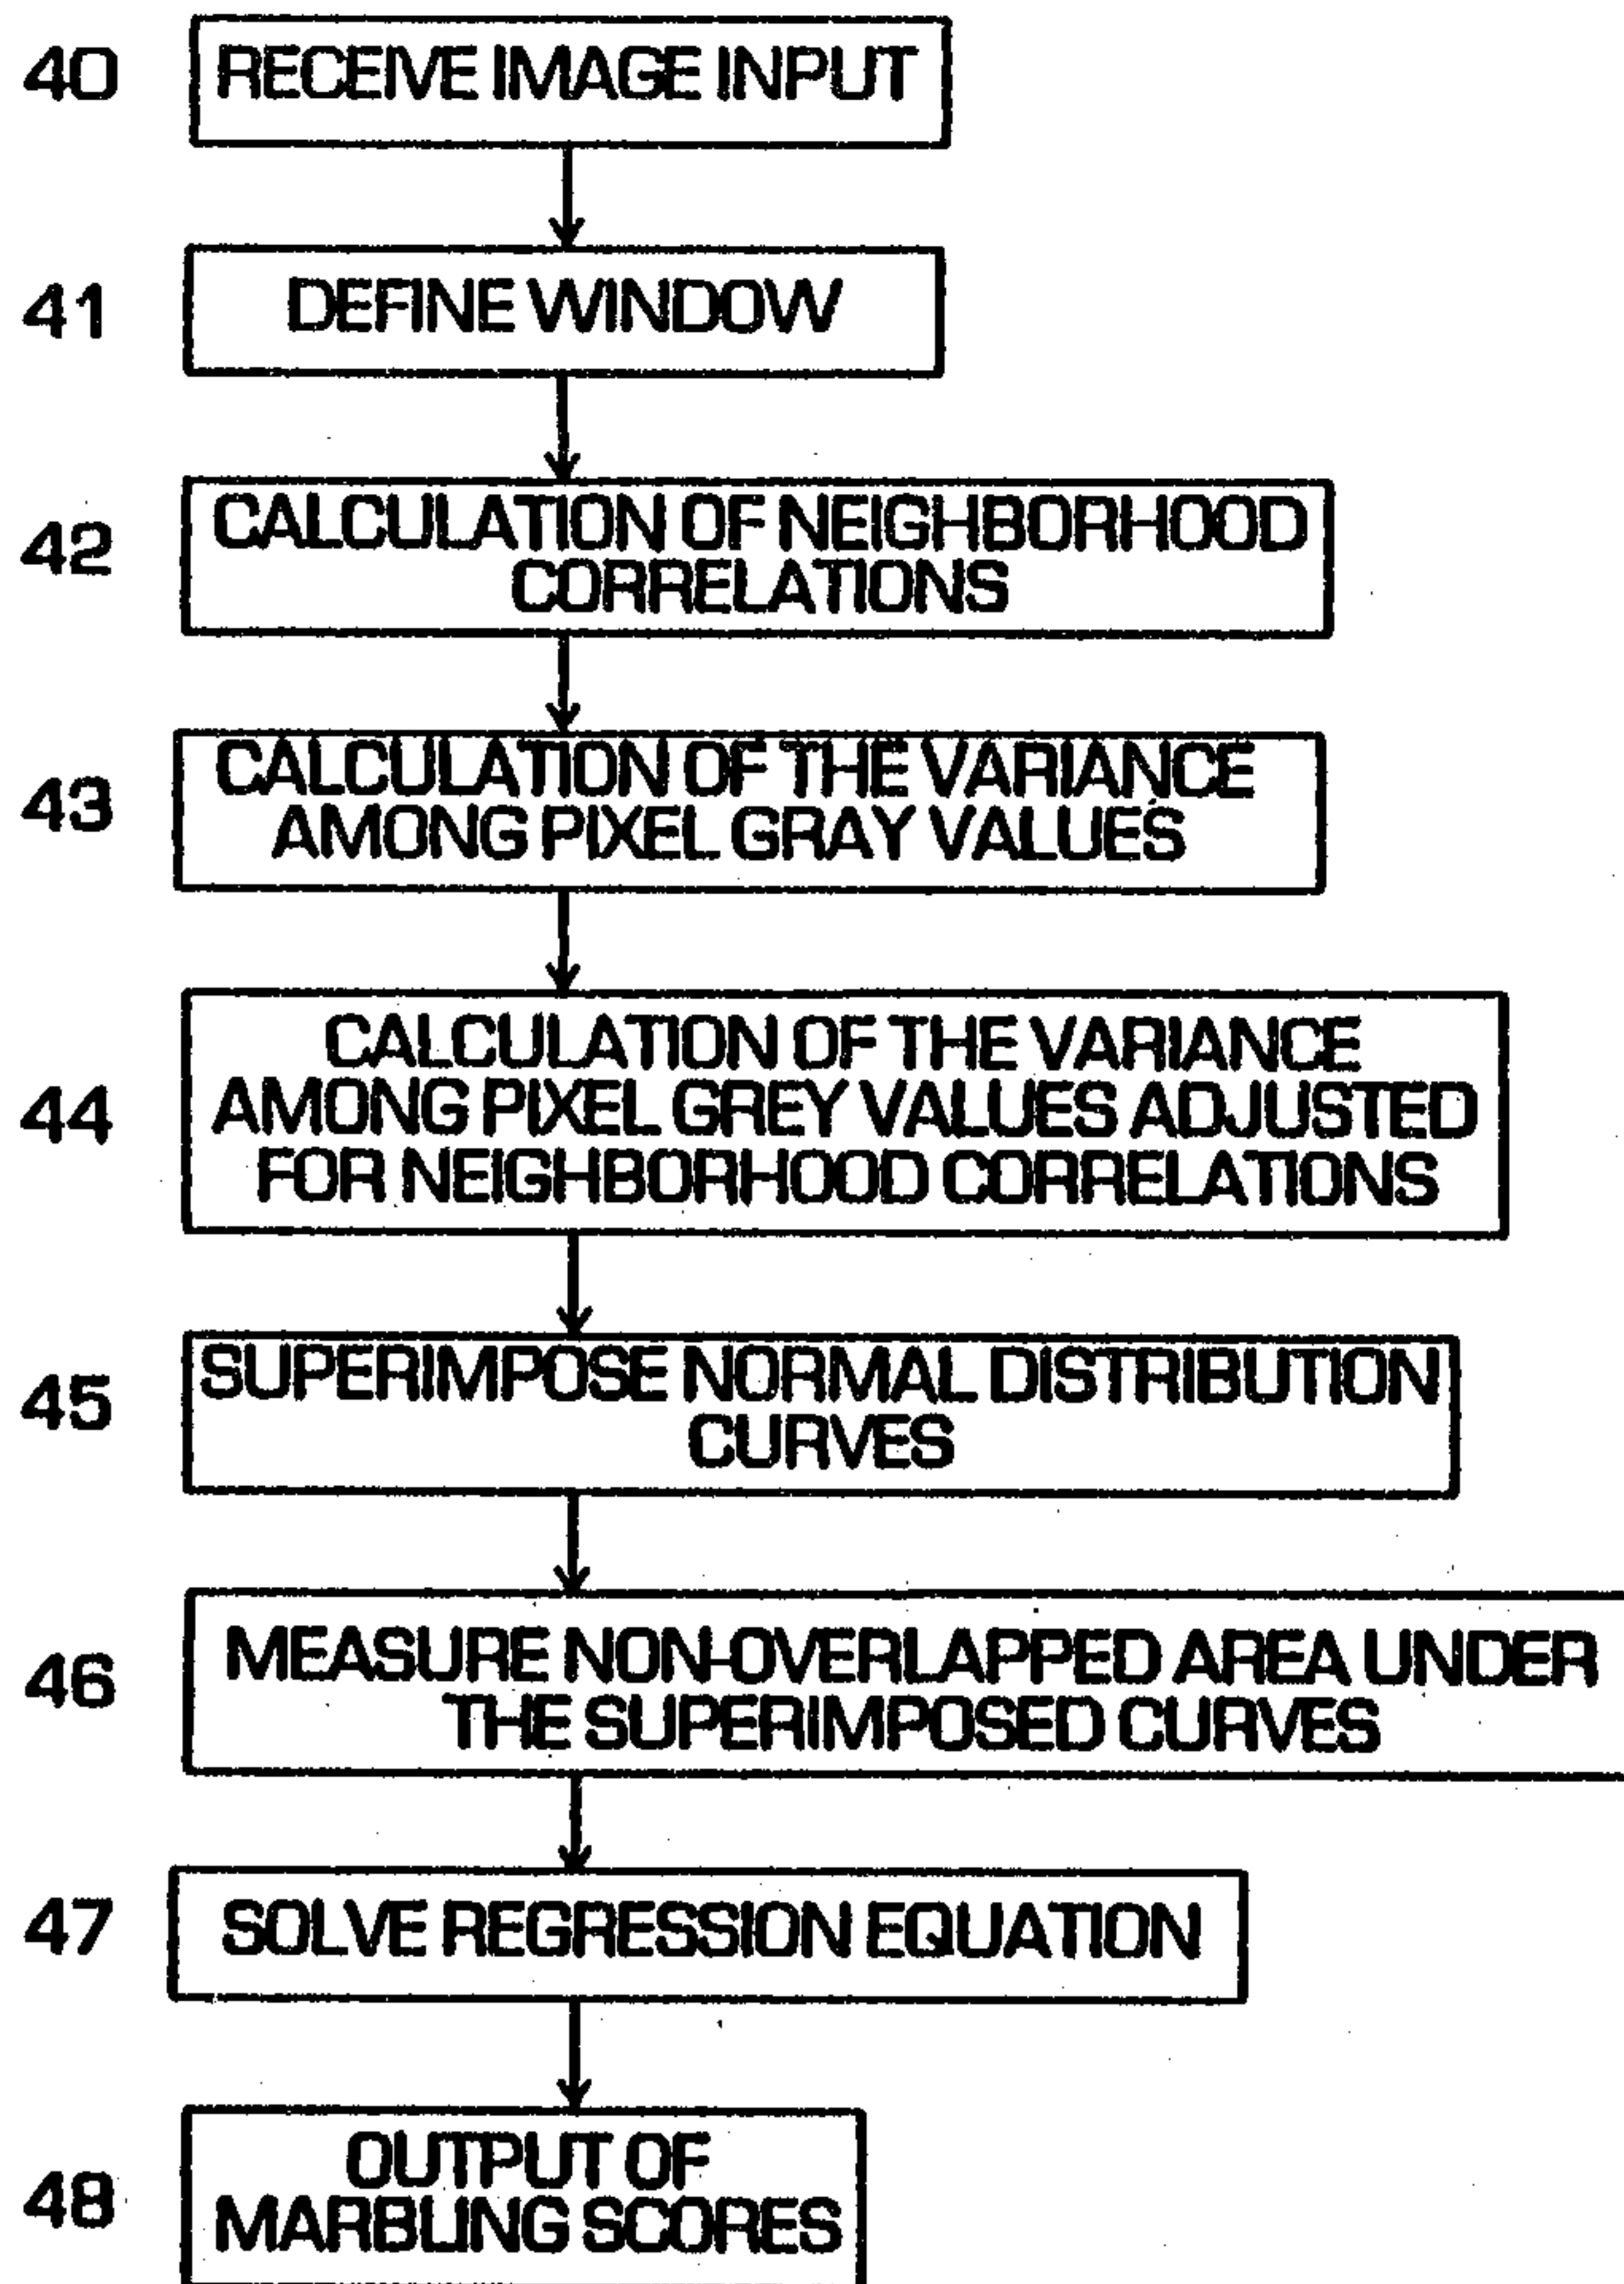 40 RECEIVE IMAGE INPUT
41 DEFINE WINDOW
42 CALCULATION OF NEIGHBORHOOD
CORRELATIONS
43 CALCULATION OF THE VARIANCE
AMONG PIXEL GRAY VALUES
44 CALCULATION OF THE VARIANCE
AMONG PIXEL GREY VALUES ADJUSTED
FOR NEIGHBORHOOD CORRELATIONS
45 SUPERIMPOSE NORMAL DISTRIBUTION
CURVES
46 MEASURE NON-OVERLAPPED AREA UNDER
THE SUPERIMPOSED CURVES
47 SOLVE REGRESSION EQUATION
48 OUTPUT OF
MARBLING SCORES